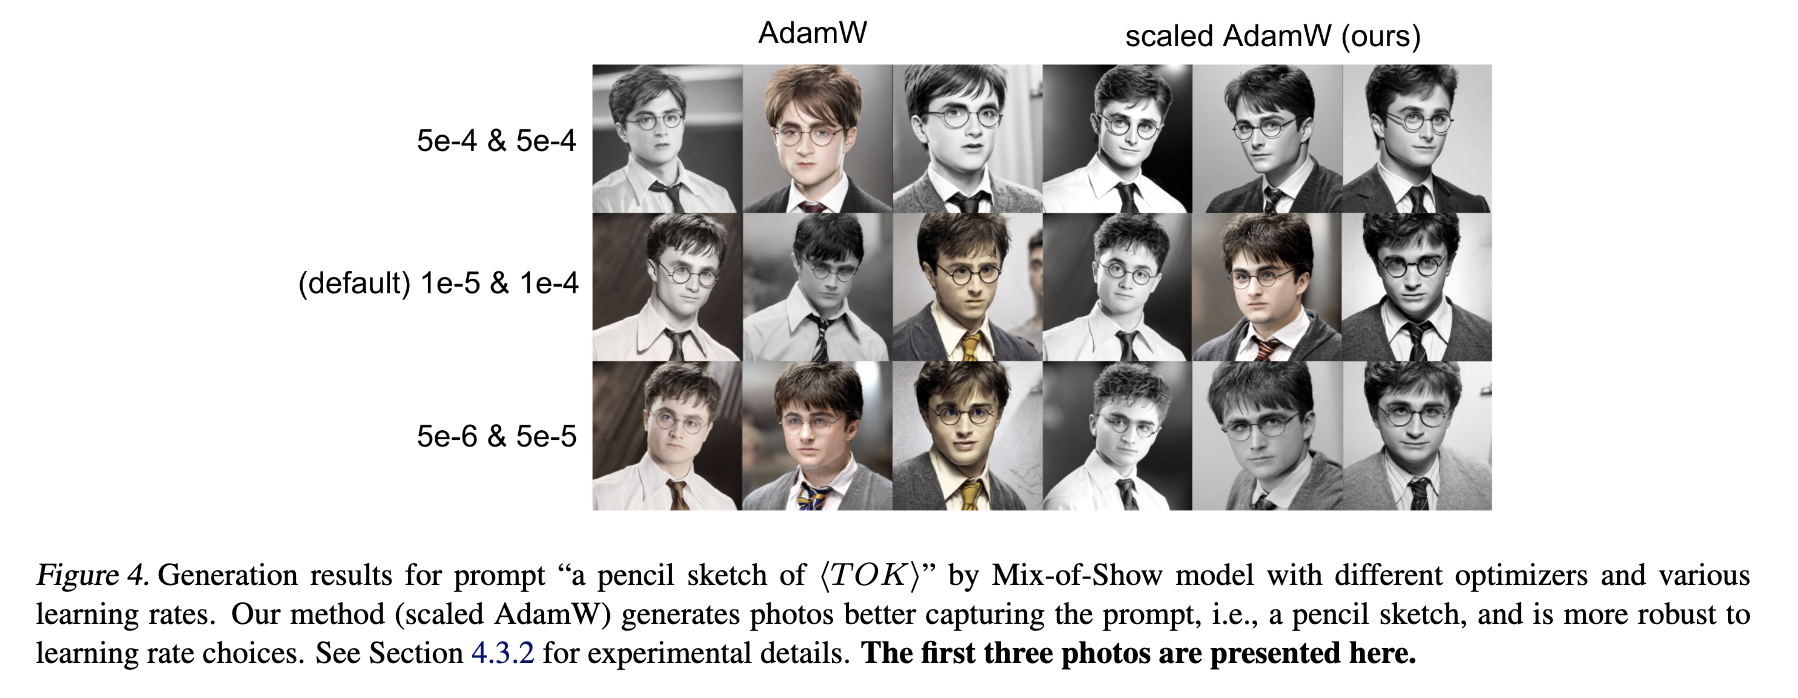 AdamW
scaled AdamW (ours)
5e-4 & 5e-4
(default) 1e-5 & 1e-4
5e-6 & 5e-5
Figure 4. Generation results for prompt “a pencil sketch of ⟨TOK⟩” by Mix-of-Show model with different optimizers and various
learning rates. Our method (scaled AdamW) generates photos better capturing the prompt, i.e., a pencil sketch, and is more robust to
learning rate choices. See Section 4.3.2 for experimental details. The first three photos are presented here.